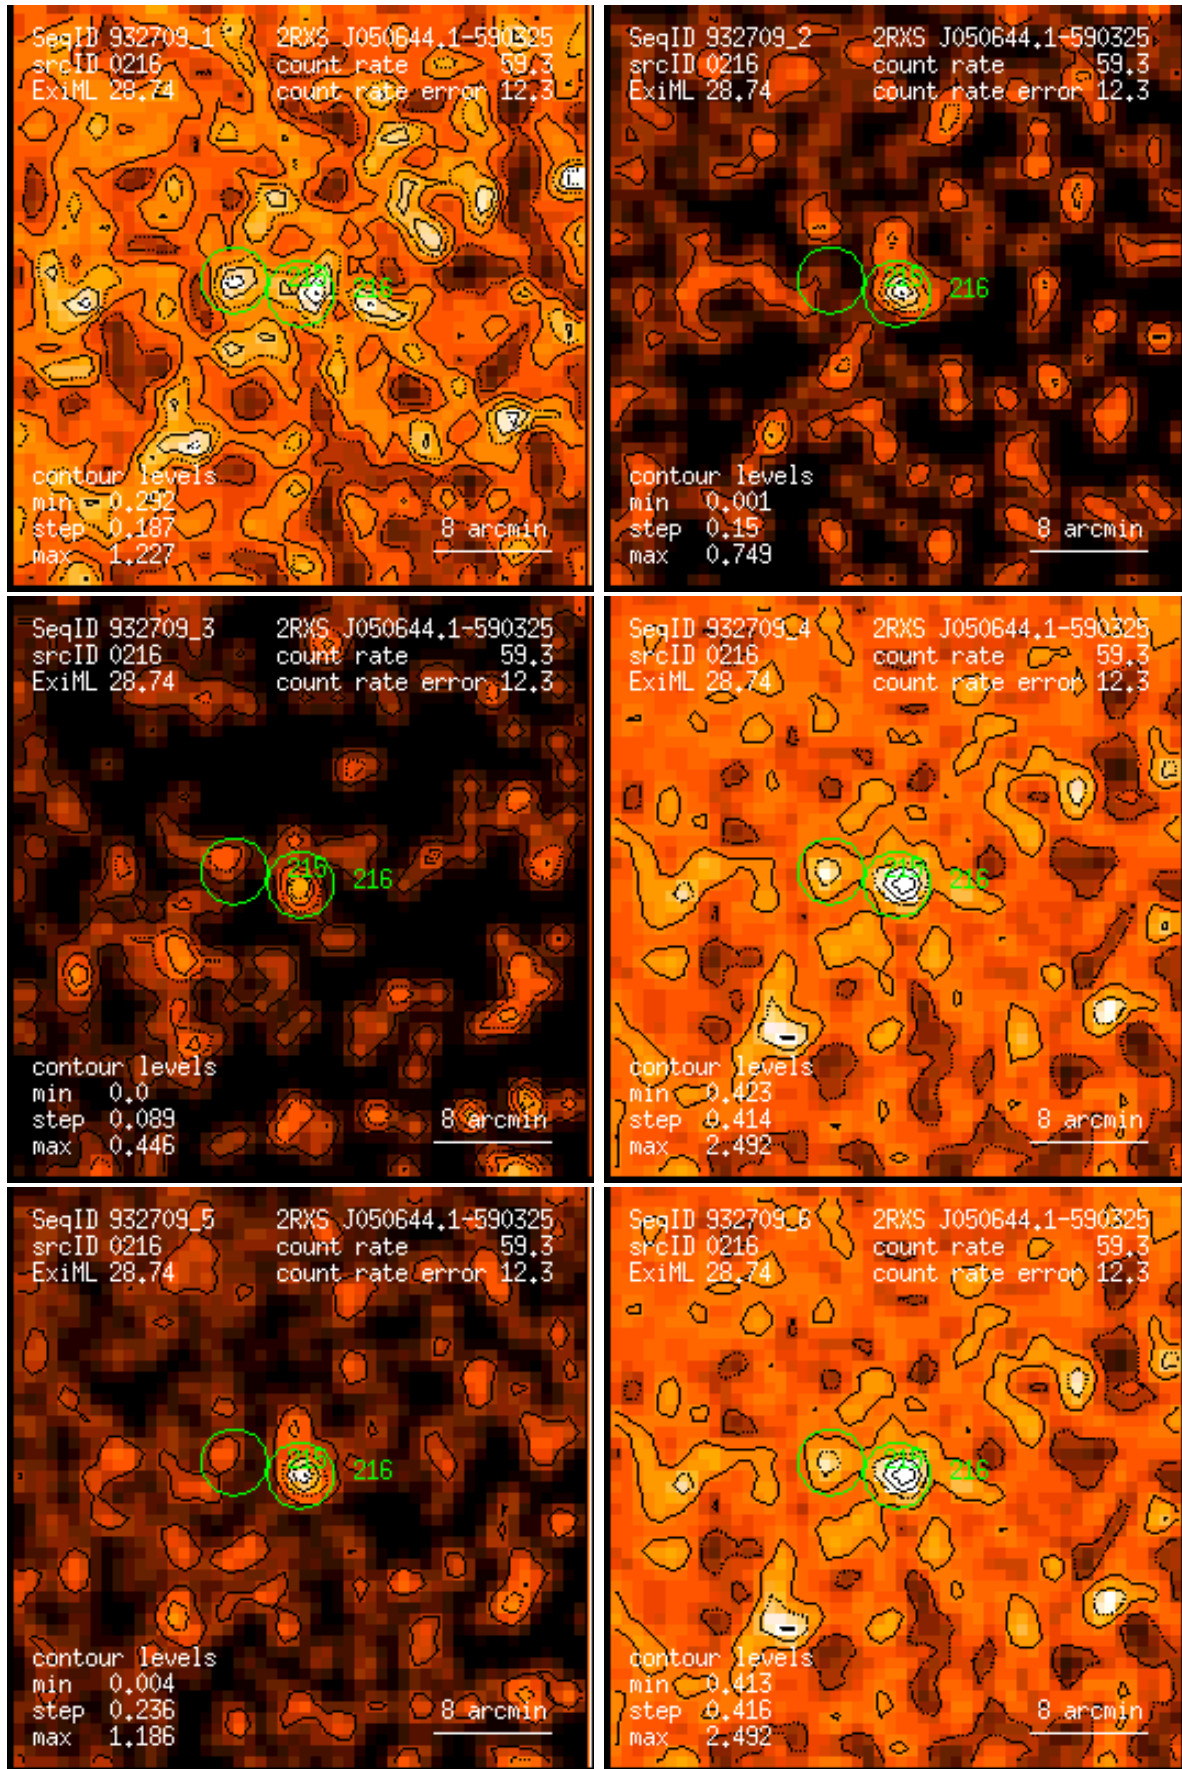 SeqID 932709_1 2RXS J050644.1-590325
srcID 0216 count rate 59.3
ExiML 28.74 count rate error 12.3
215 216
contour levels
min 0.292
step 0.187
max 1.227
8 arcmin
SeqID 932709_2 2RXS J050644.1-590325
srcID 0216 count rate 59.3
ExiML 28.74 count rate error 12.3
215 216
contour levels
min 0.001
step 0.15
max 0.749
8 arcmin
SeqID 932709_3 2RXS J050644.1-590325
srcID 0216 count rate 59.3
ExiML 28.74 count rate error 12.3
215 216
contour levels
min 0.0
step 0.089
max 0.446
8 arcmin
SeqID 932709_4 2RXS J050644.1-590325
srcID 0216 count rate 59.3
ExiML 28.74 count rate error 12.3
215 216
contour levels
min 0.423
step 0.414
max 2.492
8 arcmin
SeqID 932709_5 2RXS J050644.1-590325
srcID 0216 count rate 59.3
ExiML 28.74 count rate error 12.3
215 216
contour levels
min 0.004
step 0.236
max 1.186
8 arcmin
SeqID 932709_6 2RXS J050644.1-590325
srcID 0216 count rate 59.3
ExiML 28.74 count rate error 12.3
215 216
contour levels
min 0.413
step 0.416
max 2.492
8 arcmin